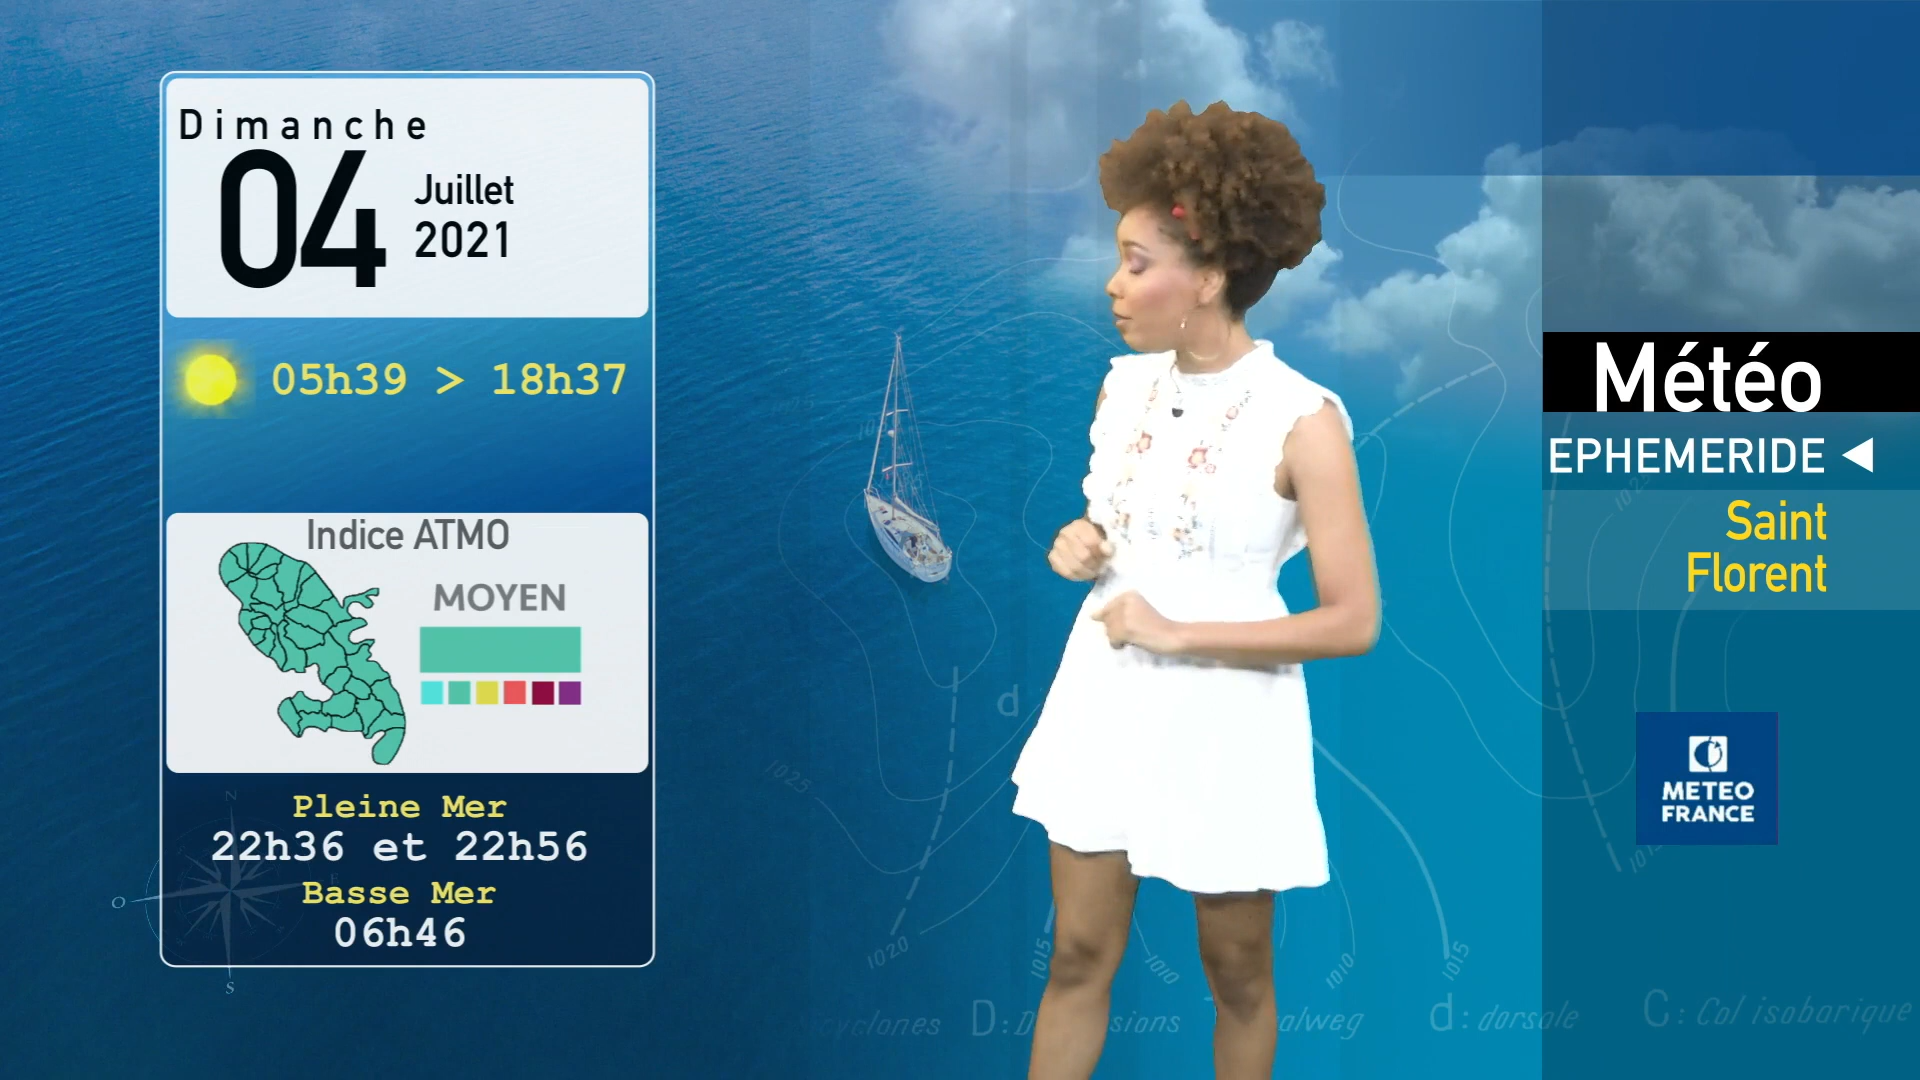 Dimanche
04
Juillet
2021
05h39 > 18h37
Indice ATMO
MOYEN
Pleine Mer
22h36 et 22h56
Basse Mer
06h46
Météo
EPHEMERIDE
Saint
Florent
METEO
FRANCE
N
E
O
S
1025
1025
1020
1015
1010
1010
1015
d
D:
d: dorsale
C: Col isobarique